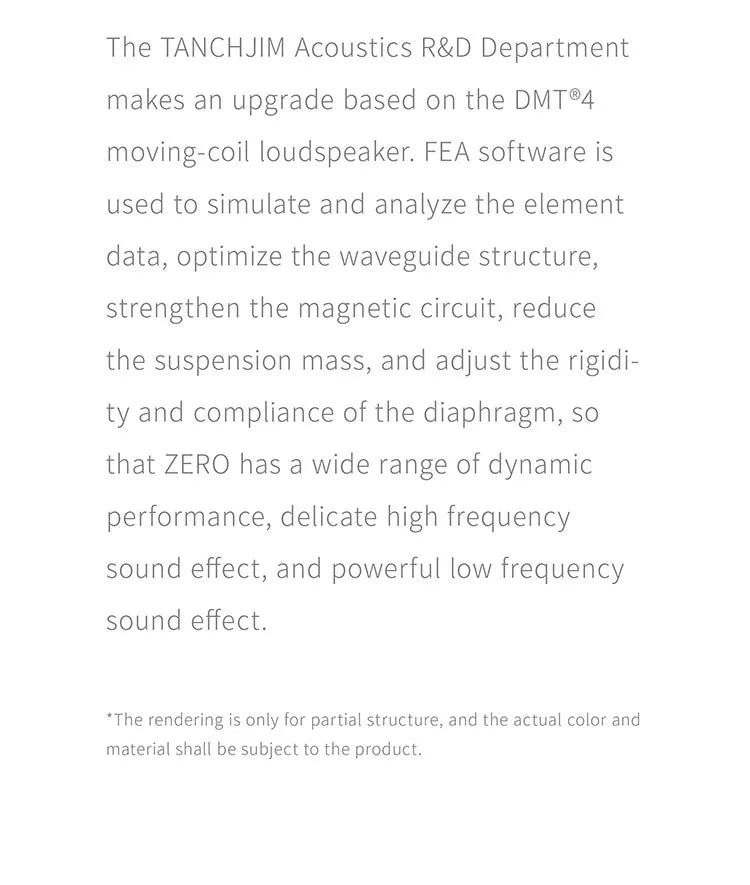 The TANCHJIM Acoustics R&D Department
makes an upgrade based on the DMT®4
moving-coil loudspeaker. FEA software is
used to simulate and analyze the element
data, optimize the waveguide structure,
strengthen the magnetic circuit, reduce
the suspension mass, and adjust the rigidi-
ty and compliance of the diaphragm, so
that ZERO has a wide range of dynamic
performance, delicate high frequency
sound effect, and powerful low frequency
sound effect.
*The rendering is only for partial structure, and the actual color and
material shall be subject to the product.